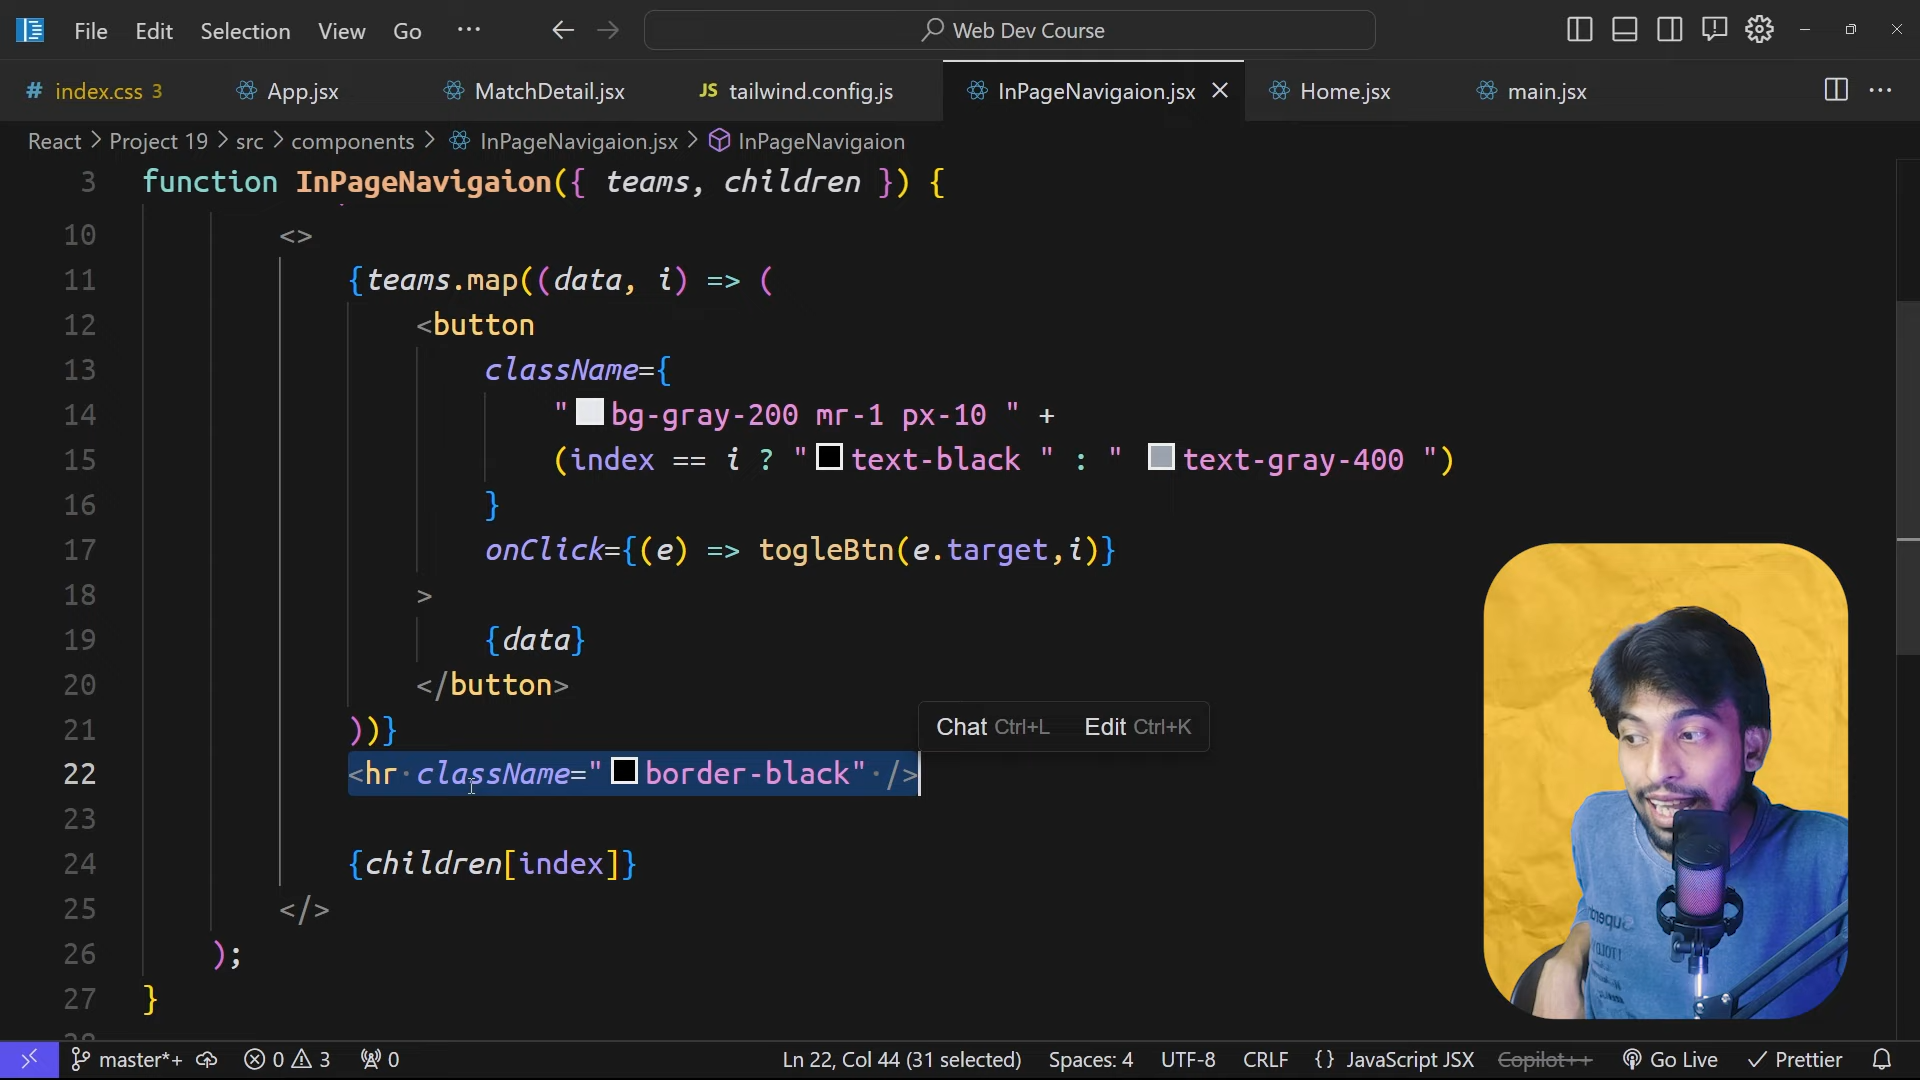 File Edit Selection View Go ··· Web Dev Course
# index.css 3 App.jsx MatchDetail.jsx JS tailwind.config.js InPageNavigaion.jsx Home.jsx main.jsx
React > Project 19 > src > components > InPageNavigaion.jsx > InPageNavigaion
3 function InPageNavigaion({ teams, children }) {
10 <>
11 {teams.map((data, i) => (
12 <button
13 className={
14 "bg-gray-200 mr-1 px-10 " +
15 (index == i ? "text-black " : " text-gray-400 ")
16 }
17 onClick={(e) => togleBtn(e.target,i)}
18 >
19 {data}
20 </button>
21 ))}
Chat Ctrl+L Edit Ctrl+K
22 <hr className="border-black" />
23
24 {children[index]}
25 </>
26 );
27 }
master*+ 0 3 0 Ln 22, Col 44 (31 selected) Spaces: 4 UTF-8 CRLF {} JavaScript JSX Copilot++ Go Live Prettier